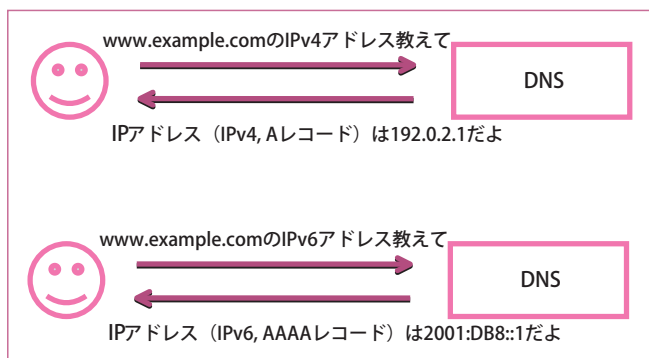 www.example.comのIPv4アドレス教えて
DNS
IPアドレス（IPv4, Aレコード）は192.0.2.1だよ
www.example.comのIPv6アドレス教えて
DNS
IPアドレス（IPv6, AAAAレコード）は2001:DB8::1だよ